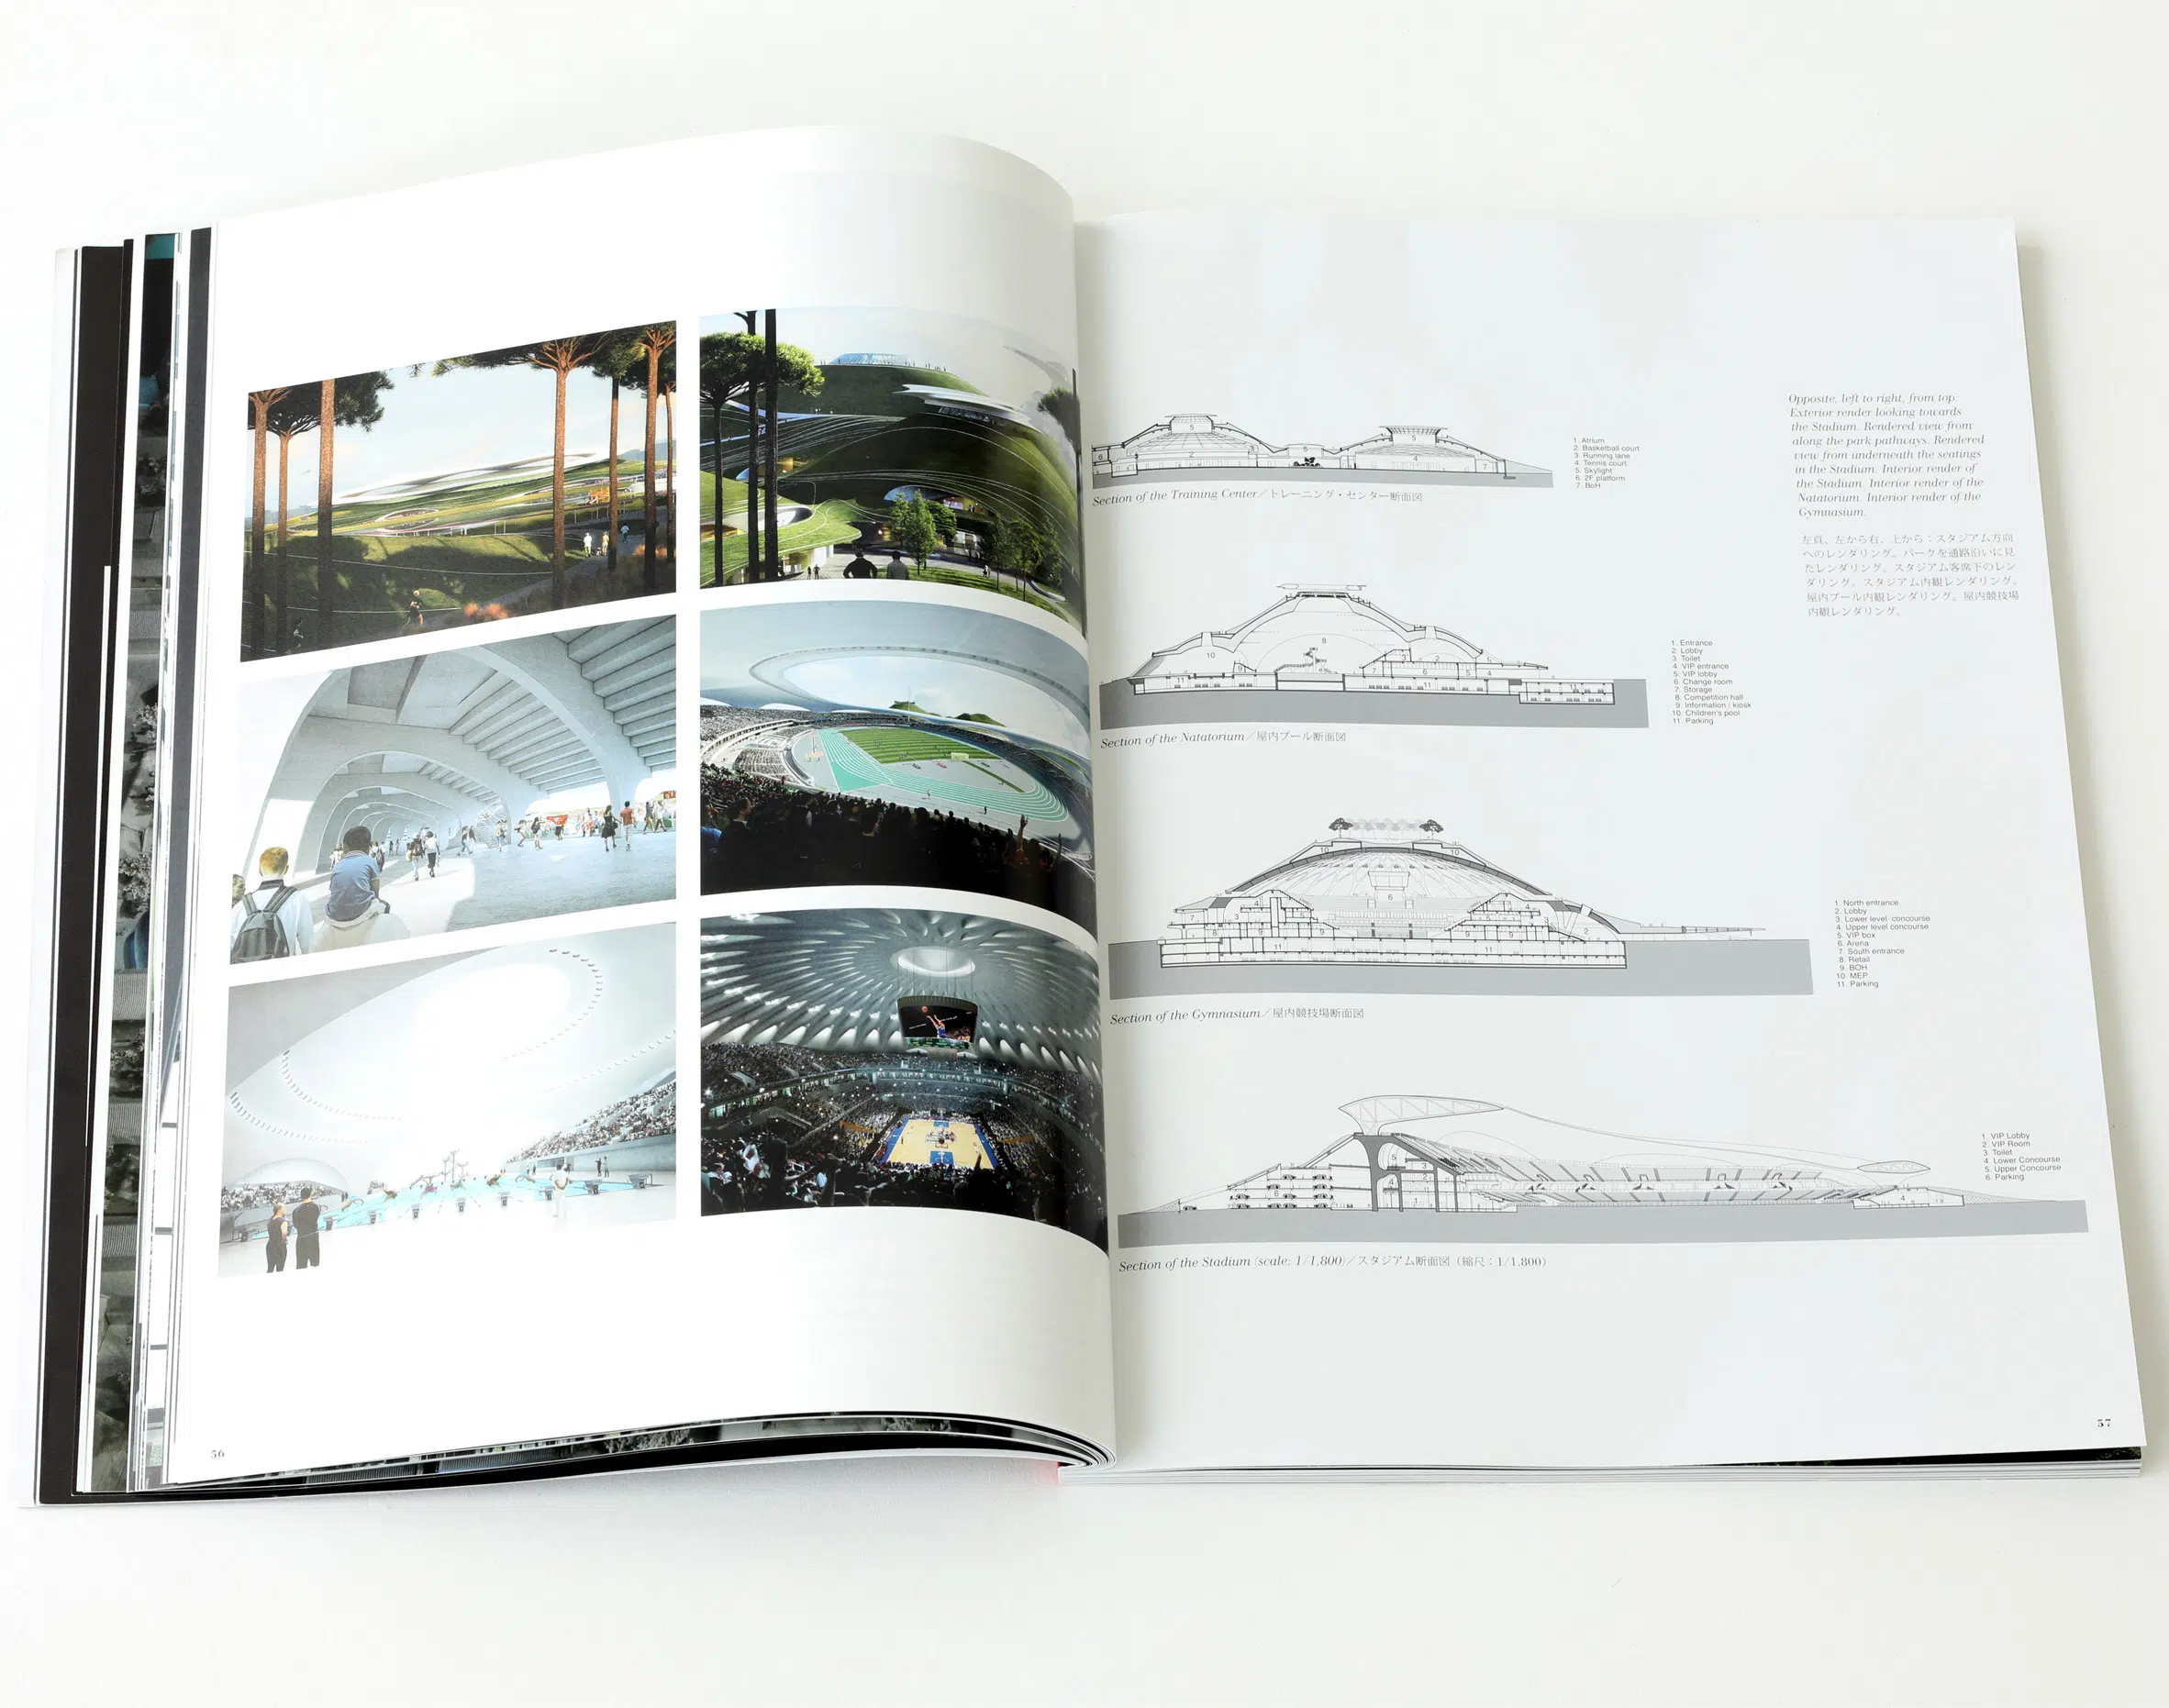 56
Section of the Training Center／トレーニング・センター断面図
1. Atrium
2. Basketball court
3. Running lane
4. Tennis court
5. Skylight
6. 2F platform
7. BoH
Section of the Natatorium／屋内プール断面図
1. Entrance
2. Lobby
3. Toilet
4. VIP entrance
5. VIP lobby
6. Change room
7. Storage
8. Competition hall
9. Information / kiosk
10. Children's pool
11. Parking
Section of the Gymnasium／屋内競技場断面図
1. North entrance
2. Lobby
3. Lower level concourse
4. Upper level concourse
5. VIP box
6. Arena
7. South entrance
8. Retail
9. BOH
10. MEP
11. Parking
Section of the Stadium (scale: 1/1,800)／スタジアム断面図（縮尺：1/1,800）
1. VIP Lobby
2. VIP Room
3. Toilet
4. Lower Concourse
5. Upper Concourse
6. Parking
Opposite, left to right, from top:
Exterior render looking towards
the Stadium. Rendered view from
along the park pathways. Rendered
view from underneath the seatings
in the Stadium. Interior render of
the Stadium. Interior render of the
Natatorium. Interior render of the
Gymnasium.
左頁、左から右、上から：スタジアム方向
へのレンダリング。パークを通路沿いに見
たレンダリング。スタジアム客席下のレン
ダリング。スタジアム内観レンダリング。
屋内プール内観レンダリング。屋内競技場
内観レンダリング。
57